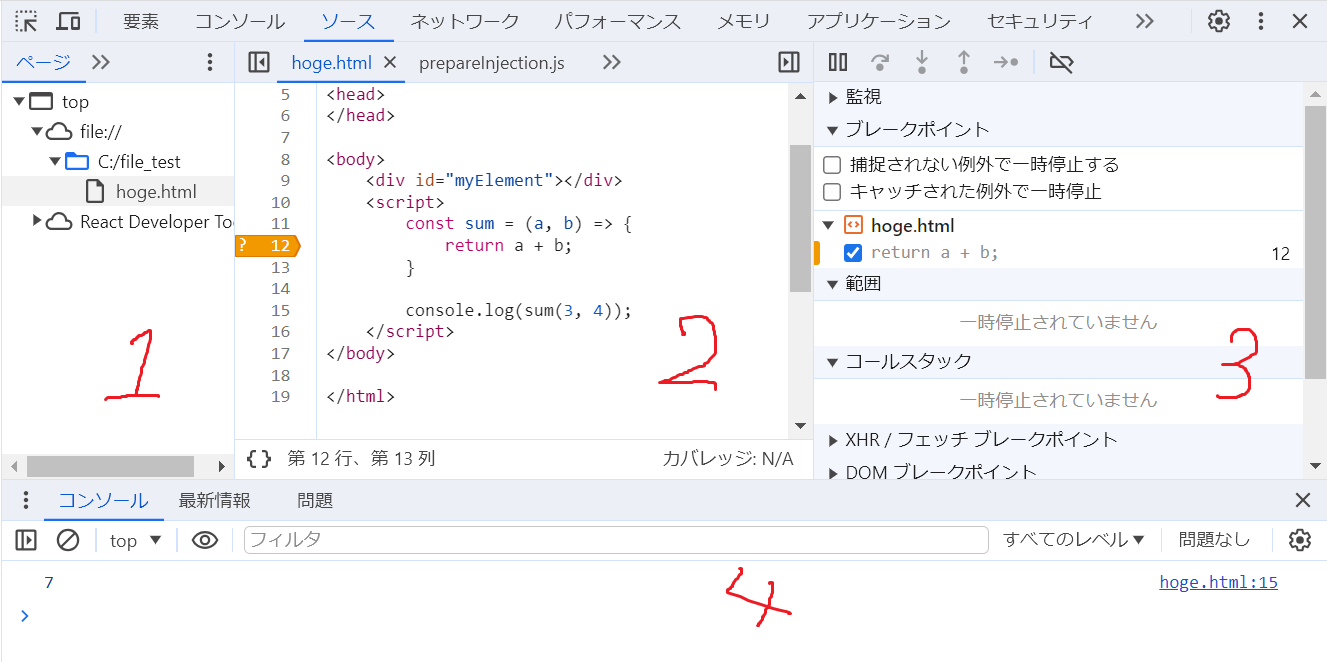 要素 コンソール ソース ネットワーク パフォーマンス メモリ アプリケーション セキュリティ
ページ
top
file://
C:/file_test
hoge.html
React Developer Too
1
hoge.html prepareInjection.js
5 <head>
6 </head>
7
8 <body>
9 <div id="myElement"></div>
10 <script>
11 const sum = (a, b) => {
? 12 return a + b;
13 }
14
15 console.log(sum(3, 4));
16 </script>
17 </body>
18
19 </html>
2
{ } 第 12 行、第 13 列 カバレッジ: N/A
監視
ブレークポイント
捕捉されない例外で一時停止する
キャッチされた例外で一時停止
hoge.html
return a + b; 12
範囲
一時停止されていません
コールスタック
一時停止されていません
3
XHR / フェッチ ブレークポイント
DOM ブレークポイント
コンソール 最新情報 問題
top フィルタ すべてのレベル 問題なし
7 hoge.html:15
4